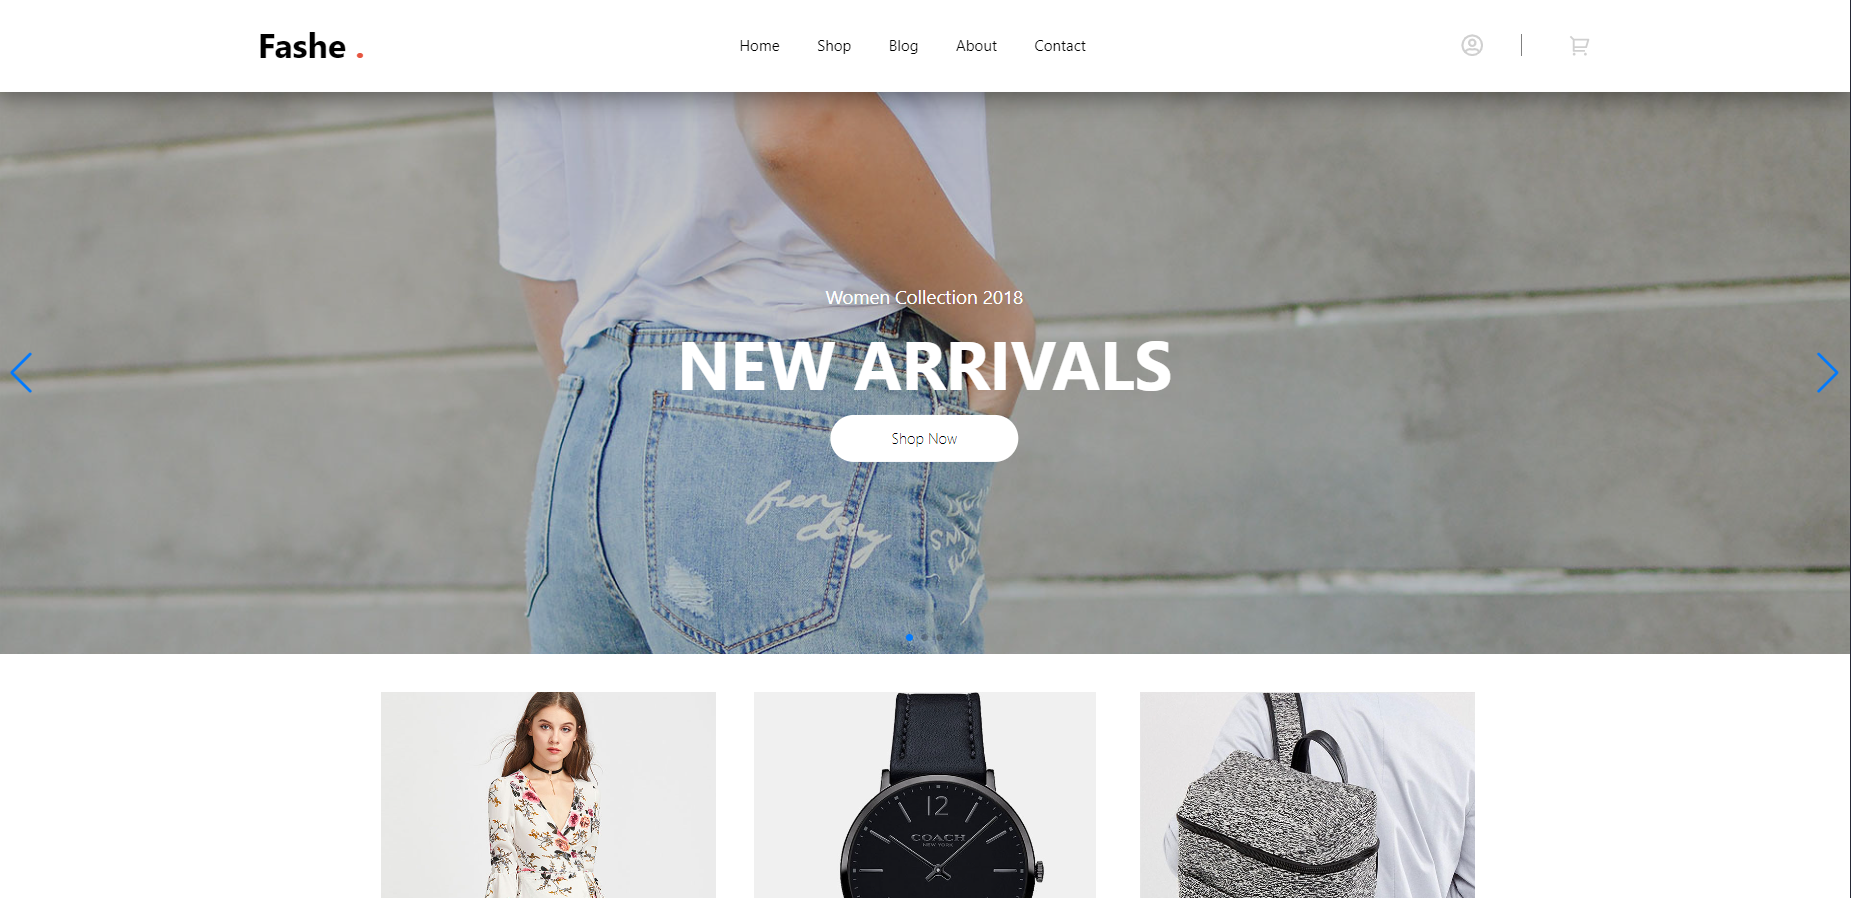 Fashe .
Home Shop Blog About Contact
Women Collection 2018
NEW ARRIVALS
Shop Now
12
COACH
NEW YORK